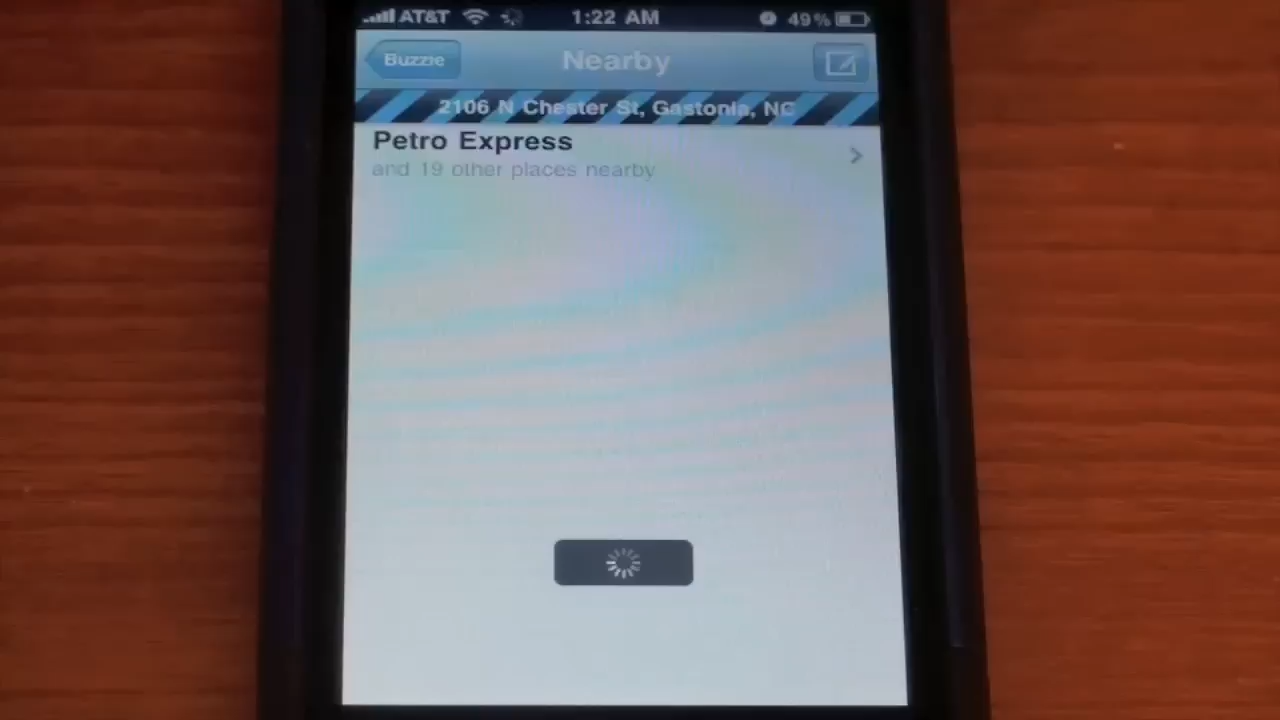 AT&T 1:22 AM 49%
Buzzie Nearby
2106 N Chester St, Gastonia, NC
Petro Express
and 19 other places nearby